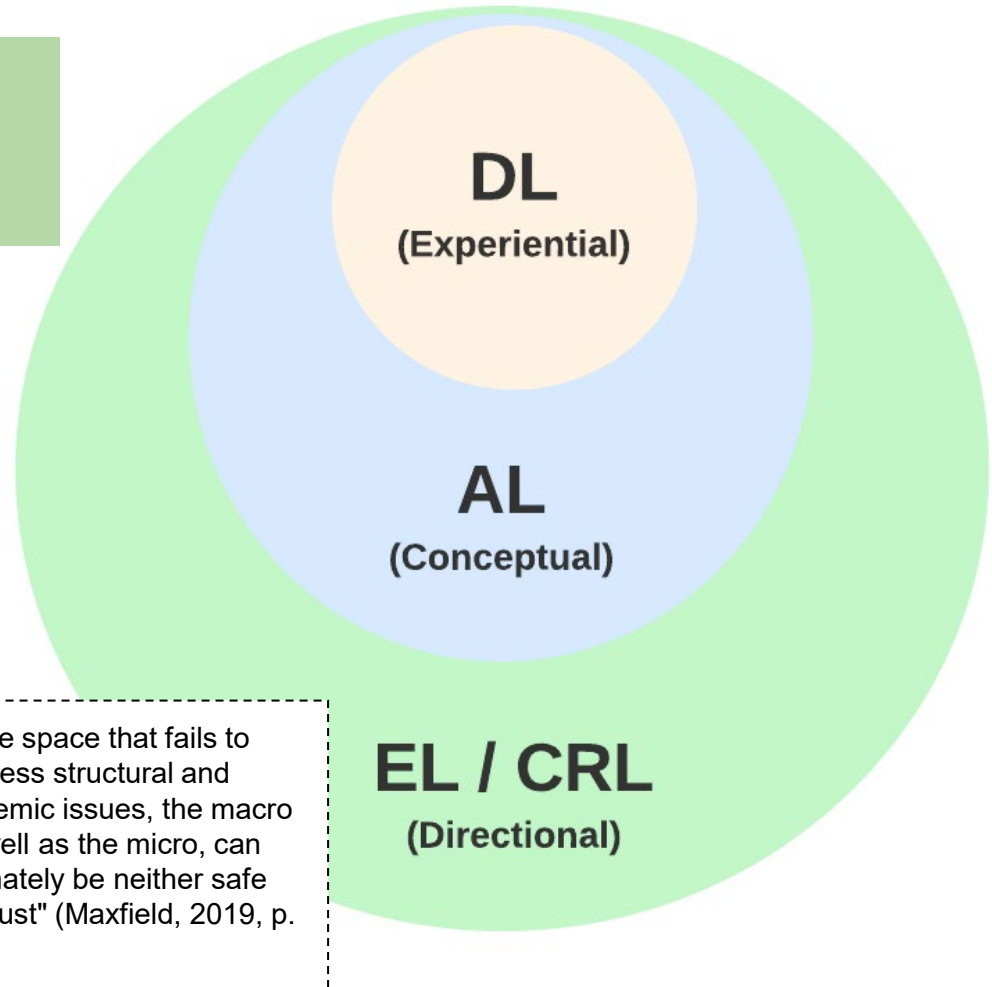 DL
(Experiential)
AL
(Conceptual)
EL / CRL
(Directional)
space that fails to
structural and
issues, the macro
as the micro, can
be neither safe
(Maxfield, 2019, p.